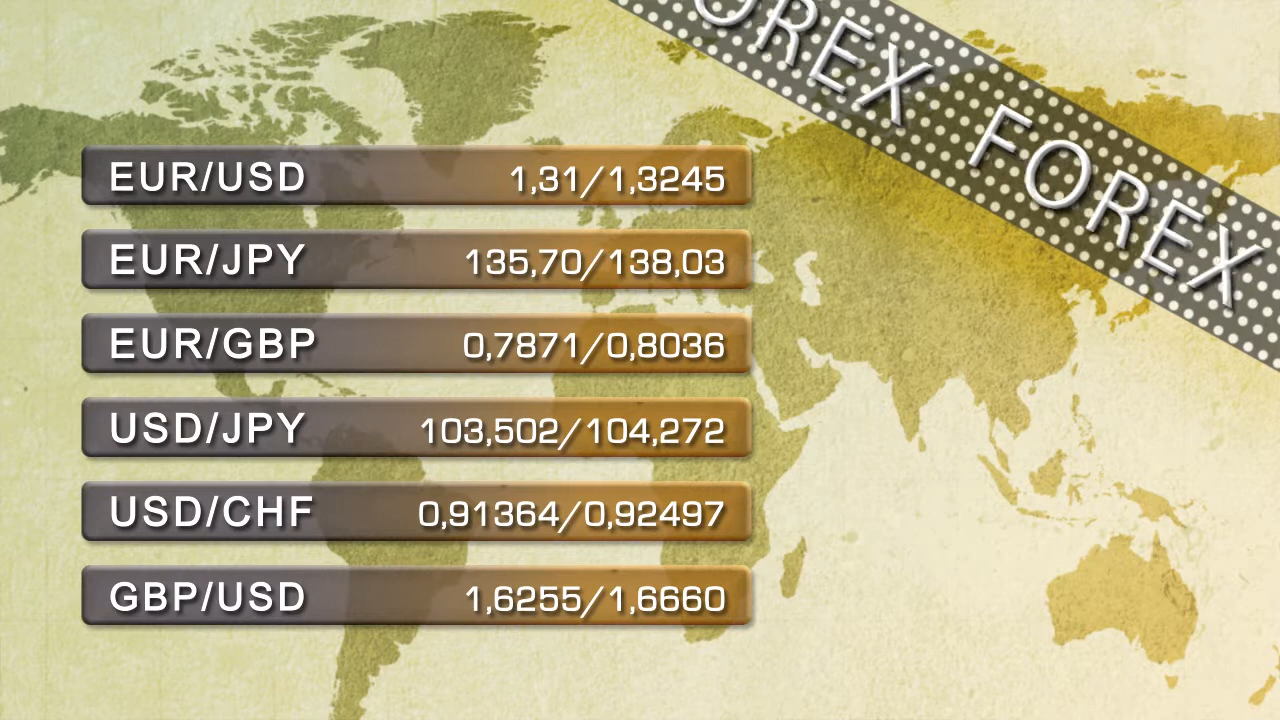 FOREX FOREX
EUR/USD 1,31/1,3245
EUR/JPY 135,70/138,03
EUR/GBP 0,7871/0,8036
USD/JPY 103,502/104,272
USD/CHF 0,91364/0,92497
GBP/USD 1,6255/1,6660